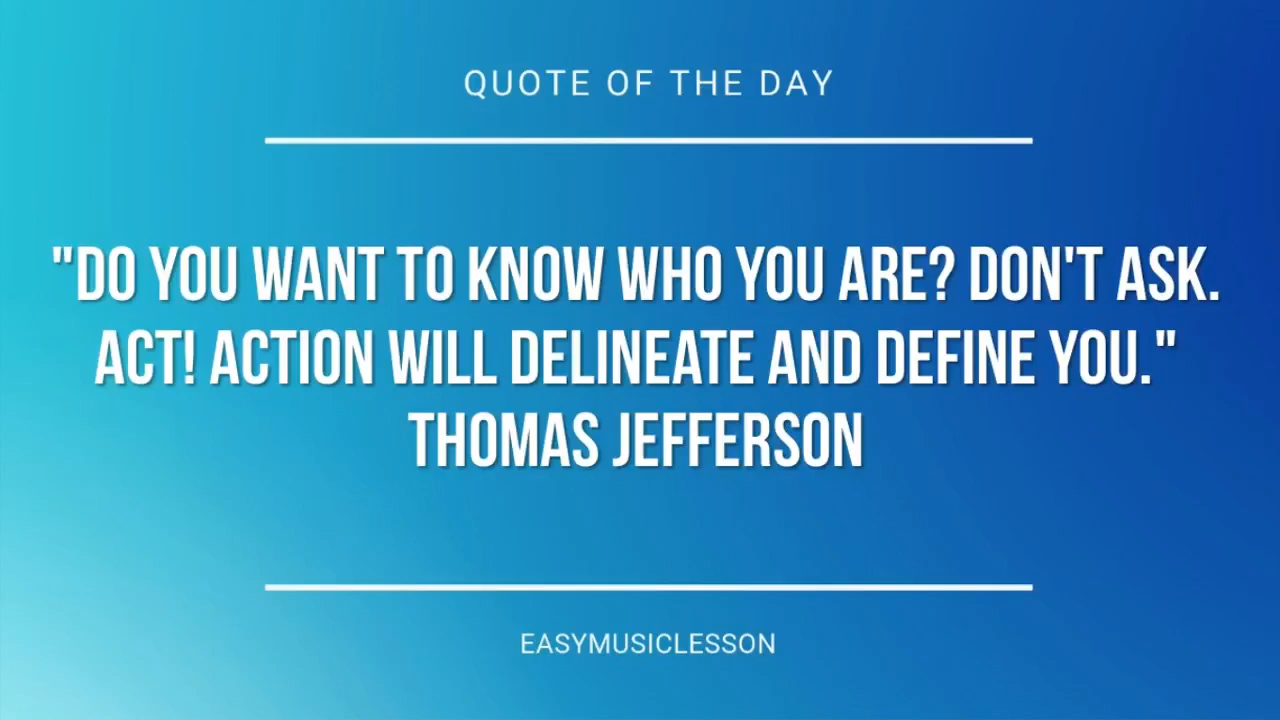 QUOTE OF THE DAY
"DO YOU WANT TO KNOW WHO YOU ARE? DON'T ASK.
ACT! ACTION WILL DELINEATE AND DEFINE YOU."
THOMAS JEFFERSON
EASYMUSICLESSON